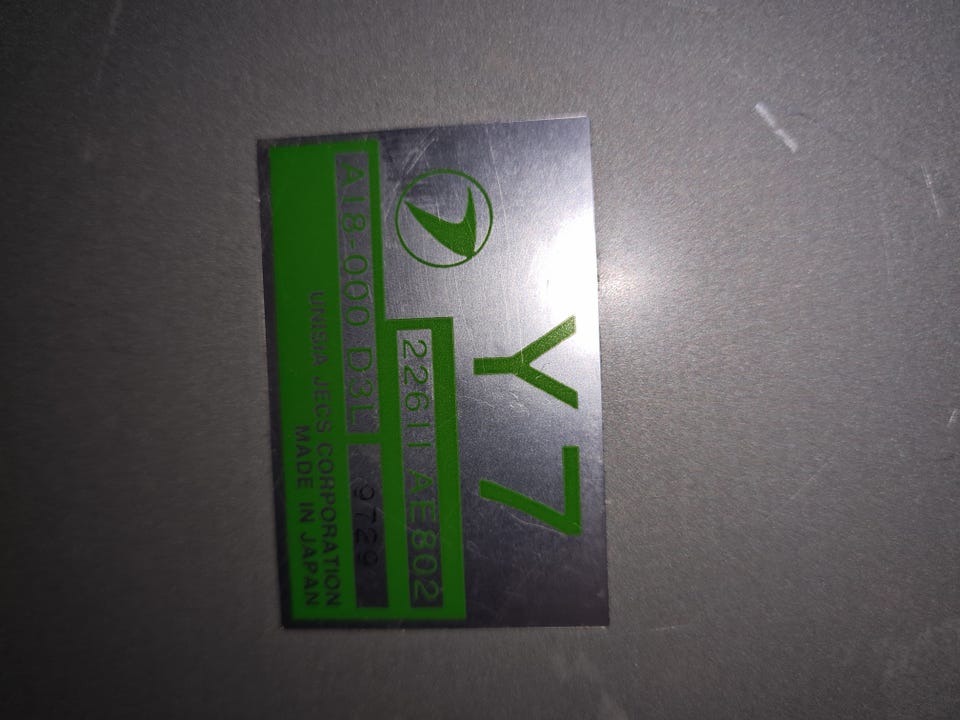 Y7
22611 AE802
A18-000 D3L 9729
UNISIA JECS CORPORATION
MADE IN JAPAN